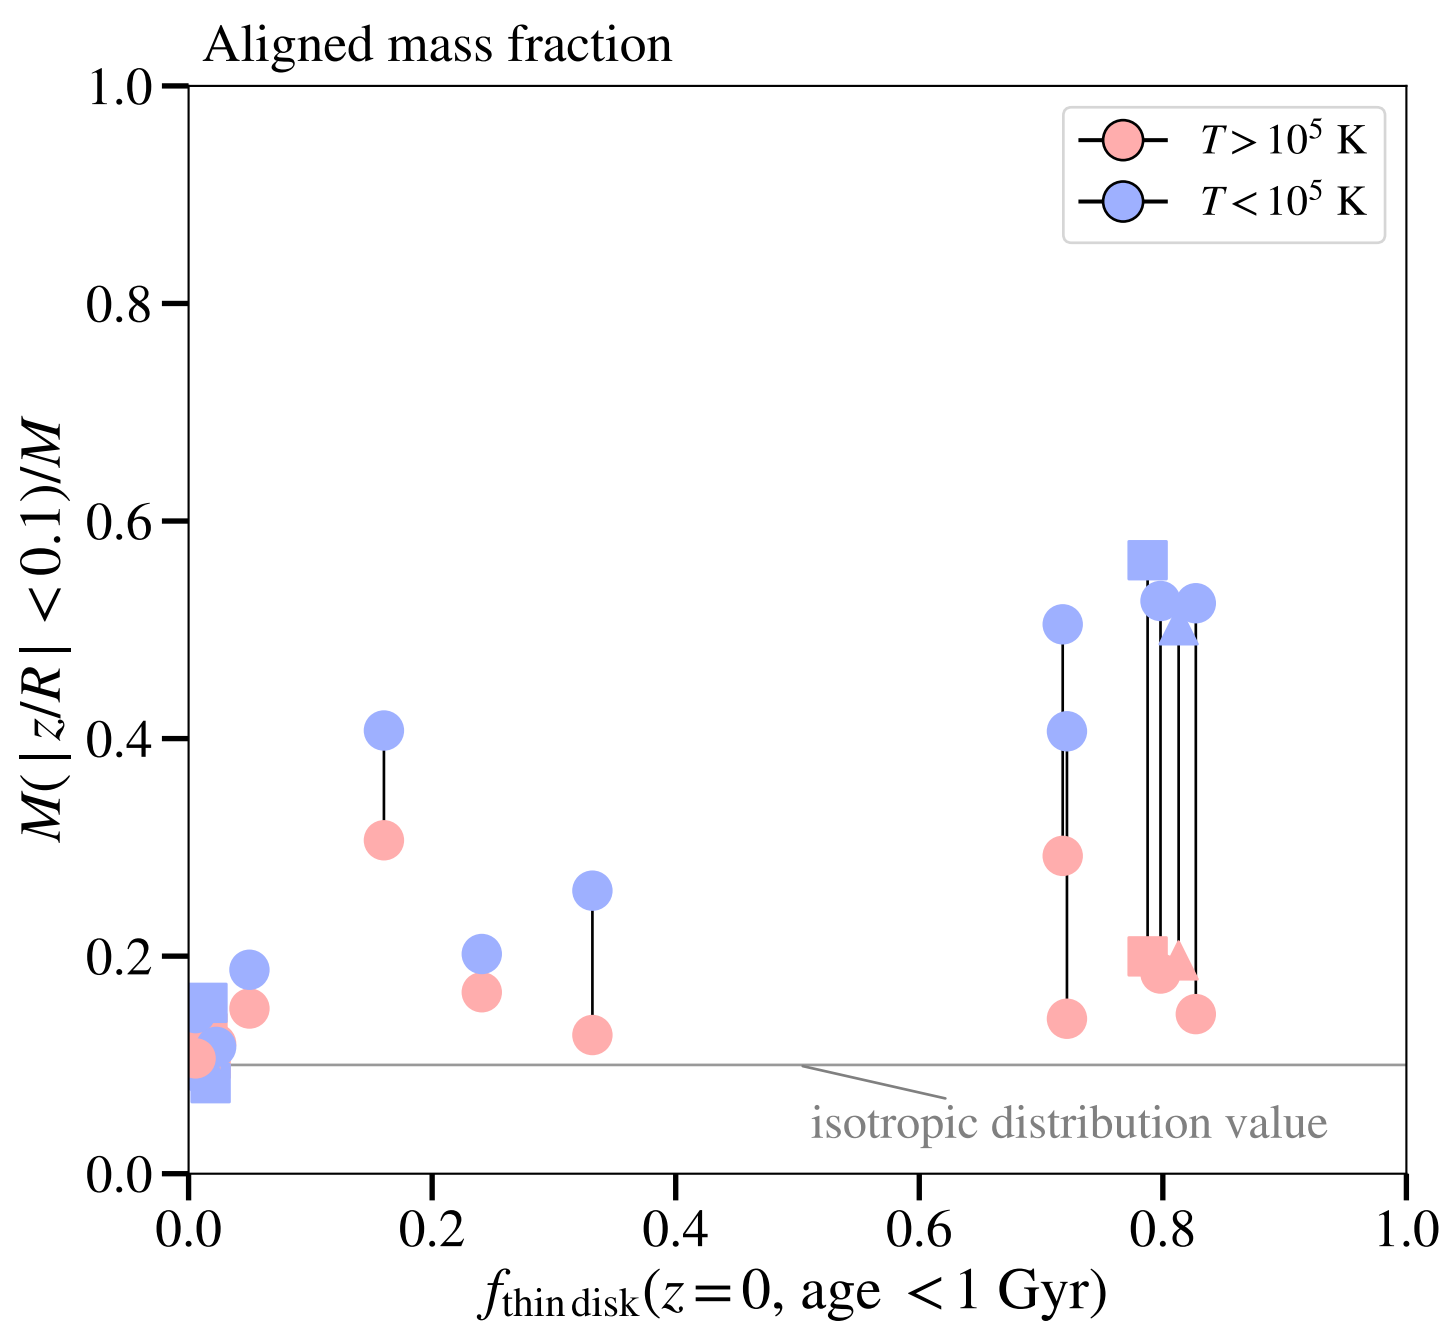 Aligned mass fraction
1.0
0.8
0.6
0.4
0.2
0.0
M(|z/R| < 0.1)/M
T > 10⁵ K
T < 10⁵ K
isotropic distribution value
0.0 0.2 0.4 0.6 0.8 1.0
f_thin disk(z = 0, age < 1 Gyr)